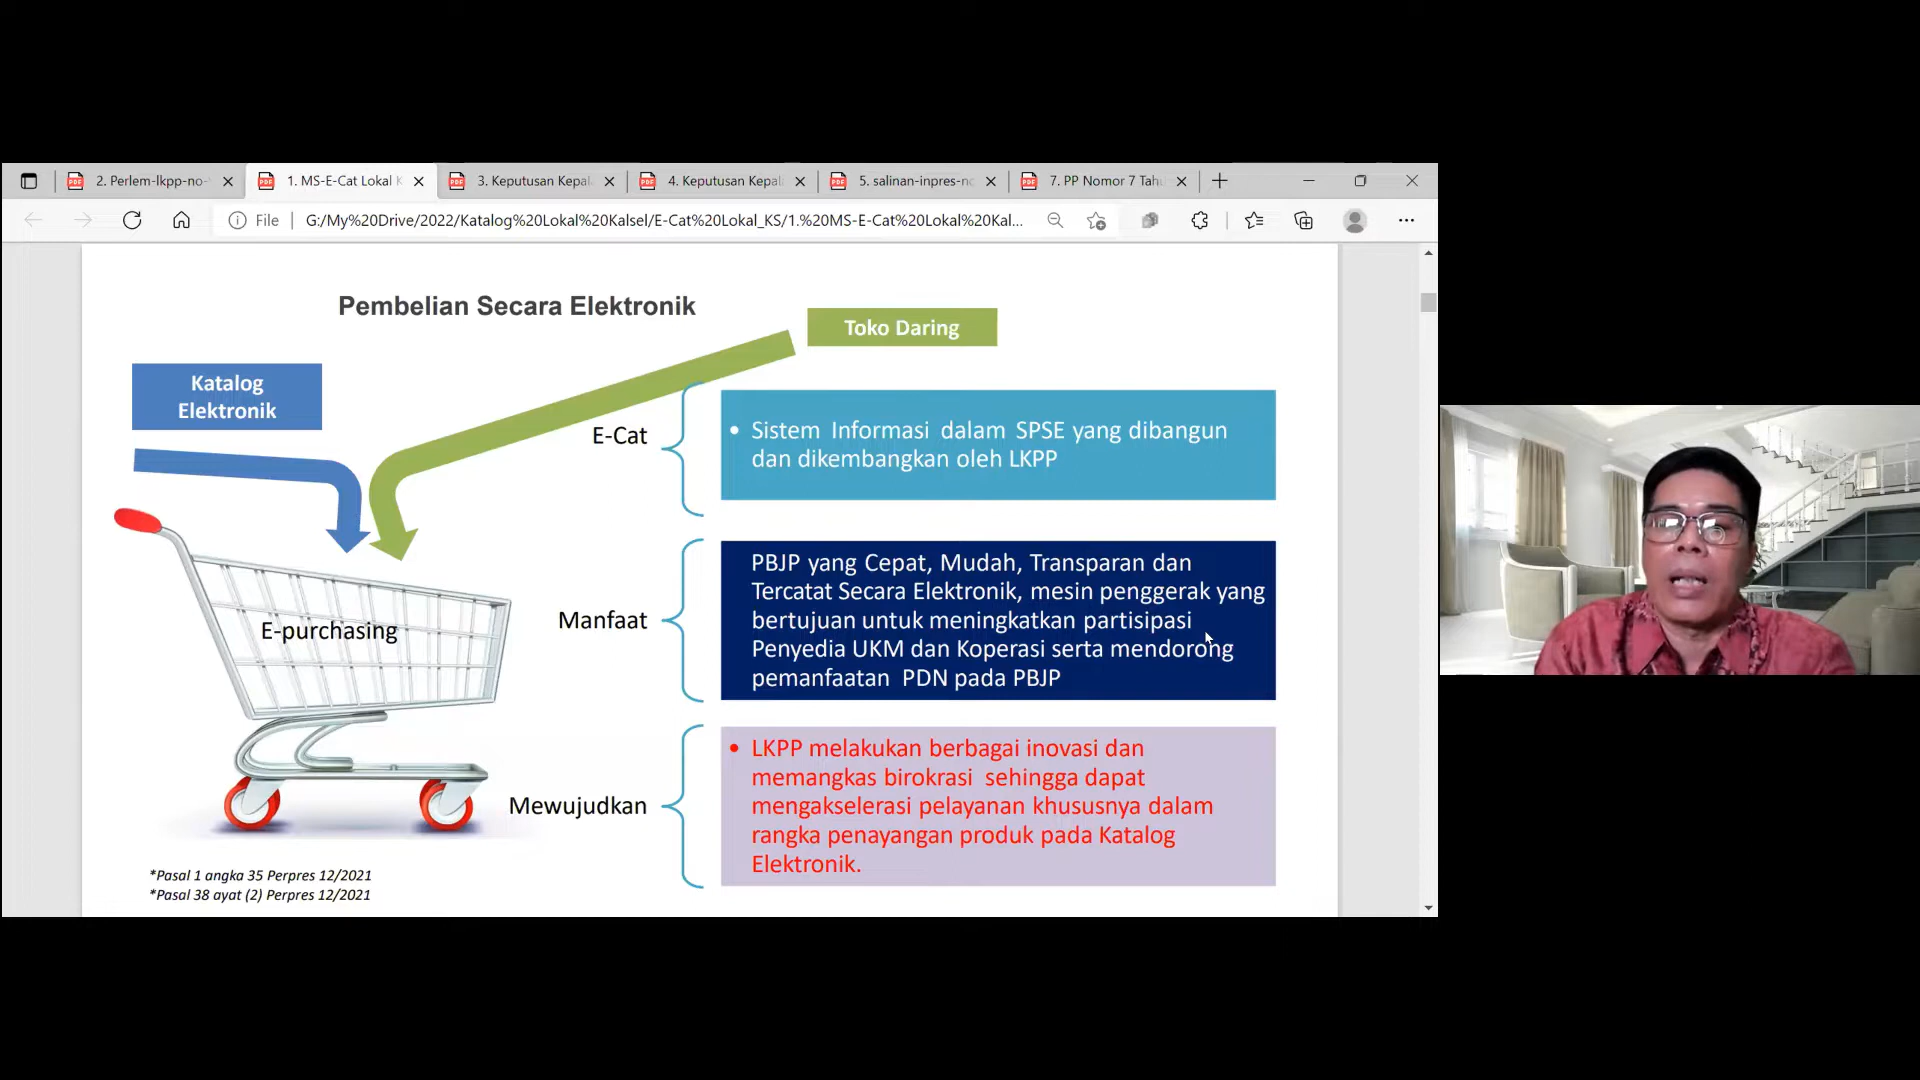 2. Perlem-lkpp-no-
1. MS-E-Cat Lokal K
3. Keputusan Kepal
4. Keputusan Kepal
5. salinan-inpres-no
7. PP Nomor 7 Tahu
File
G:/My%20Drive/2022/Katalog%20Lokal%20Kalsel/E-Cat%20Lokal_KS/1.%20MS-E-Cat%20Lokal%20Kal...
Pembelian Secara Elektronik
Toko Daring
Katalog
Elektronik
E-Cat
• Sistem Informasi dalam SPSE yang dibangun
dan dikembangkan oleh LKPP
E-purchasing
Manfaat
PBJP yang Cepat, Mudah, Transparan dan
Tercatat Secara Elektronik, mesin penggerak yang
bertujuan untuk meningkatkan partisipasi
Penyedia UKM dan Koperasi serta mendorong
pemanfaatan PDN pada PBJP
Mewujudkan
• LKPP melakukan berbagai inovasi dan
memangkas birokrasi sehingga dapat
mengakselerasi pelayanan khususnya dalam
rangka penayangan produk pada Katalog
Elektronik.
*Pasal 1 angka 35 Perpres 12/2021
*Pasal 38 ayat (2) Perpres 12/2021